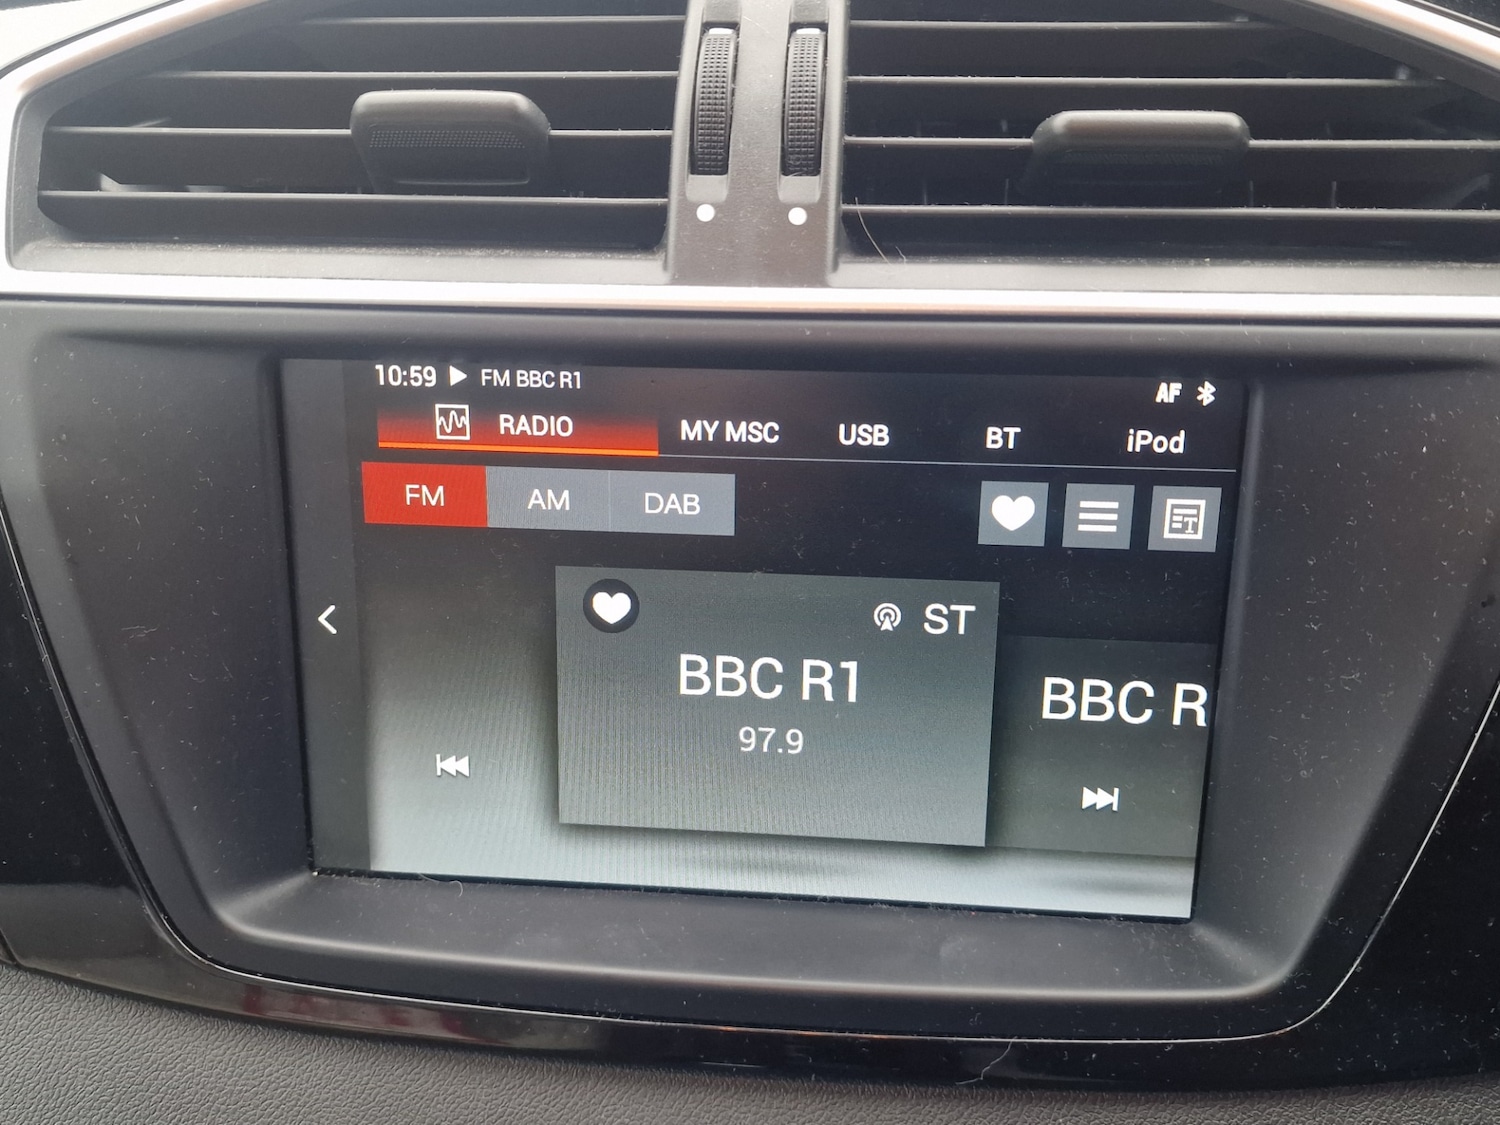 10:59 FM BBC R1
AF
RADIO MY MSC USB BT iPod
FM AM DAB
T
ST
BBC R1
97.9
BBC R